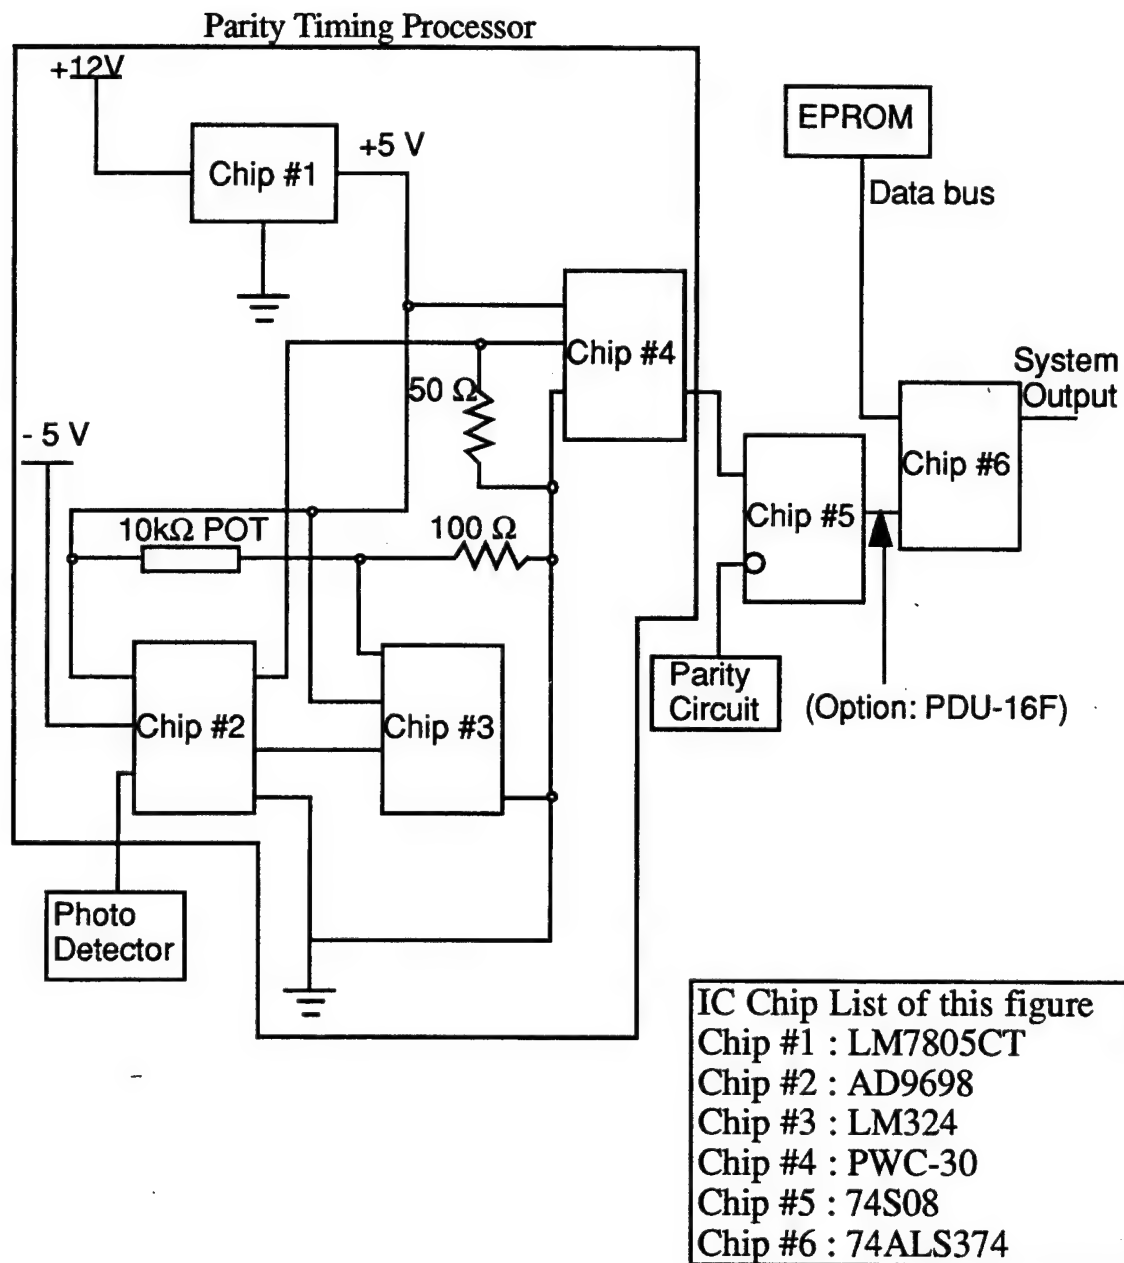 Parity Timing Processor
+12V
Chip #1
+5 V
EPROM
Data bus
Chip #4
50 Ω
System
Output
- 5 V
Chip #6
10kΩ POT
100 Ω
Chip #5
Chip #2
Chip #3
Parity
Circuit
(Option: PDU-16F)
Photo
Detector
IC Chip List of this figure
Chip #1 : LM7805CT
Chip #2 : AD9698
Chip #3 : LM324
Chip #4 : PWC-30
Chip #5 : 74S08
Chip #6 : 74ALS374